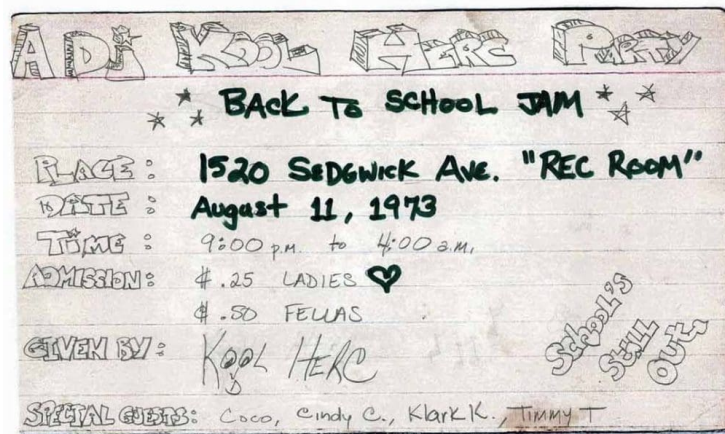 A DJ KOOL HERC PARTY
BACK TO SCHOOL JAM
PLACE: 1520 SEDGWICK AVE. "REC ROOM"
DATE: August 11, 1973
TIME: 9:00 p.m. to 4:00 a.m.
ADMISSION: $.25 LADIES
$.50 FELLAS
GIVEN BY: KOOL HERC
SCHOOL'S
STILL
OUT.
SPECIAL GUESTS: Coco, Cindy C., Klark K., Timmy T